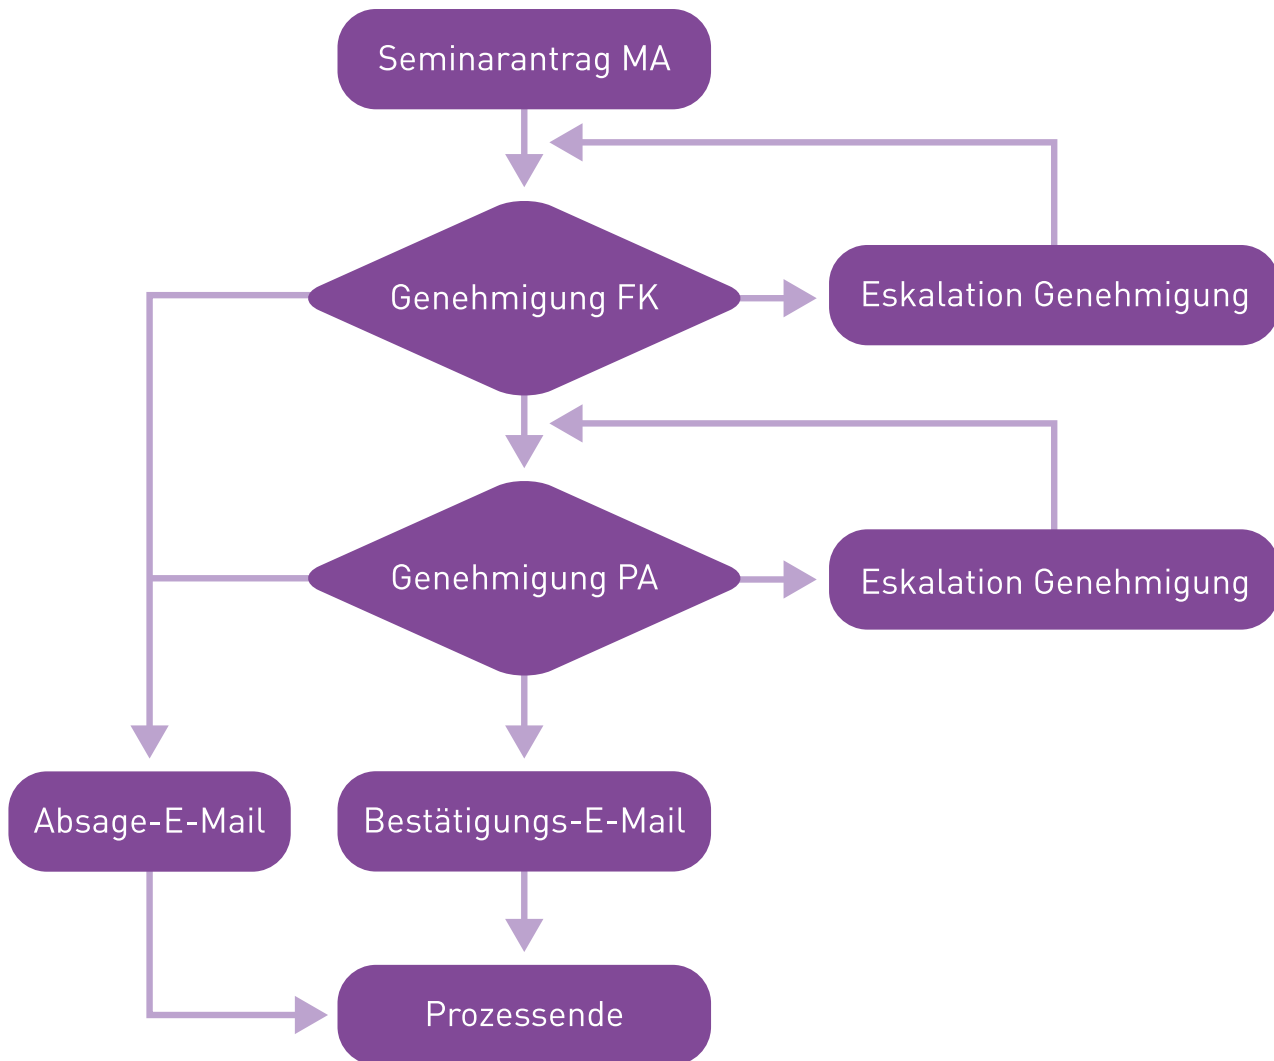 Seminarantrag MA
Genehmigung FK
Eskalation Genehmigung
Genehmigung PA
Eskalation Genehmigung
Absage-E-Mail
Bestätigungs-E-Mail
Prozessende